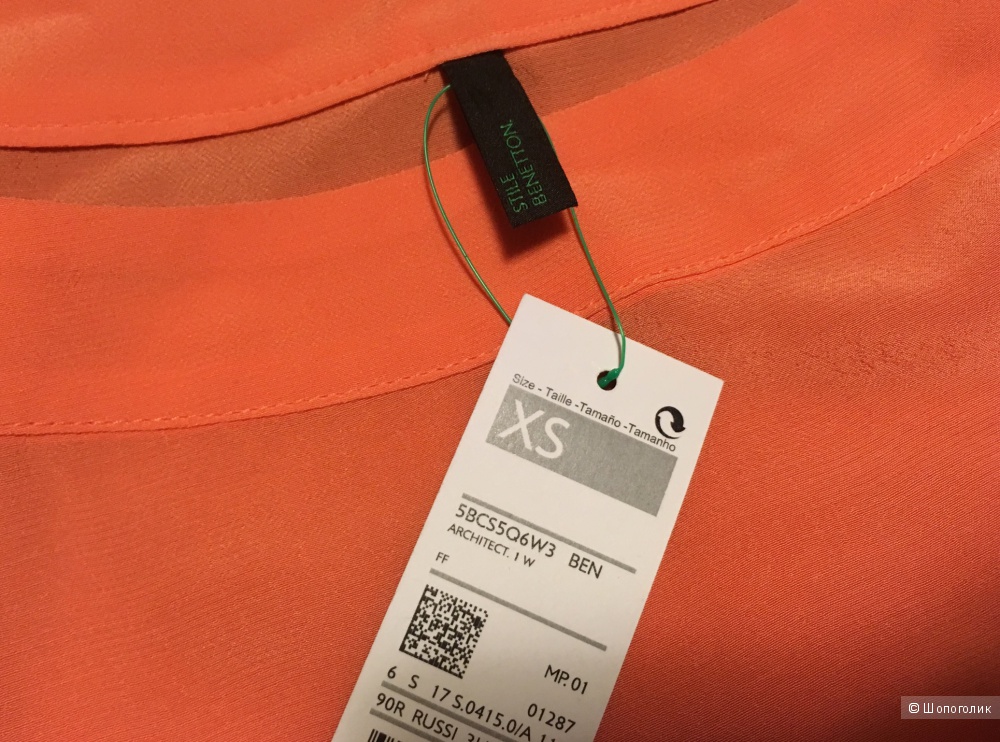 STILE
BENETTON.
Size - Taille -Tamaño -Tamanho
XS
5BCS5Q6W3 BEN
ARCHITECT. 1 W
FF
MP. 01
6 S 17 S.0415.0/A 01287
90R RUSSI
© Шопоголик